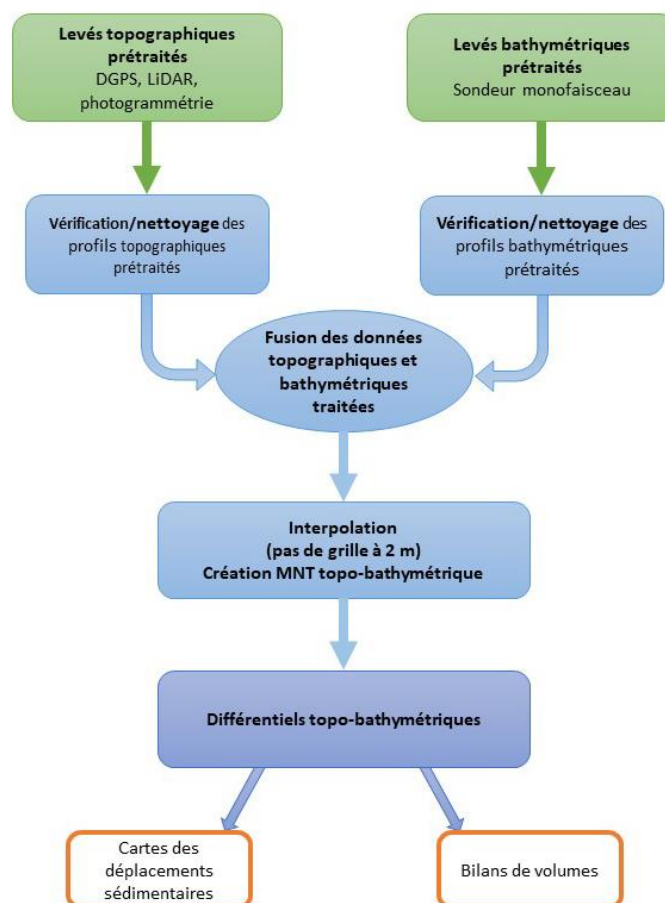 Levés topographiques
prétraités
DGPS, LiDAR,
photogrammétrie
Levés bathymétriques
prétraités
Sondeur monofaisceau
Vérification/nettoyage des
profils topographiques
prétraités
Vérification/nettoyage des
profils bathymétriques
prétraités
Fusion des données
topographiques et
bathymétriques
traitées
Interpolation
(pas de grille à 2 m)
Création MNT topo-bathymétrique
Différentiels topo-bathymétriques
Cartes des
déplacements
sédimentaires
Bilans de volumes